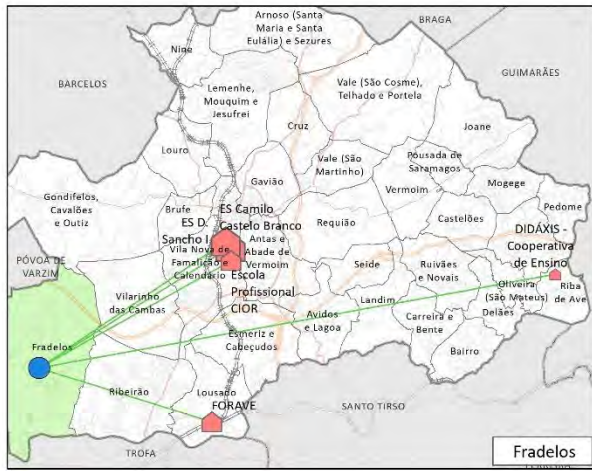 Arnoso (Santa
Maria e Santa
Eulália) e Sezures
BRAGA
Nine
GUIMARÃES
BARCELOS
Lemenhe,
Mouquim e
Jesufrei
Vale (São Cosme),
Telhado e Portela
Cruz
Joane
Louro
Vale (São
Martinho)
Pousada de
Saramagos
Gavião
Vermoim
Mogege
Gondifelos,
Cavalões
e Outiz
Brufe
ES Camilo
Castelo Branco
Requião
Castelões
Pedome
ES D.
Sancho I
Antas e
Abade de
Vermoim
DIDÁXIS -
Cooperativa
de Ensino
PÓVOA DE
VARZIM
Vila Nova de
Famalicão e
Calendário
Escola
Profissional
CIOR
Seide
Ruivães
e Novais
Oliveira
(São Mateus)
Riba
de Ave
Vilarinho
das Cambas
Landim
Delães
Avidos
e Lagoa
Carreira e
Bente
Fradelos
Esmeriz e
Cabeçudos
Bairro
Ribeirão
Lousado
FORAVE
SANTO TIRSO
TROFA
Fradelos